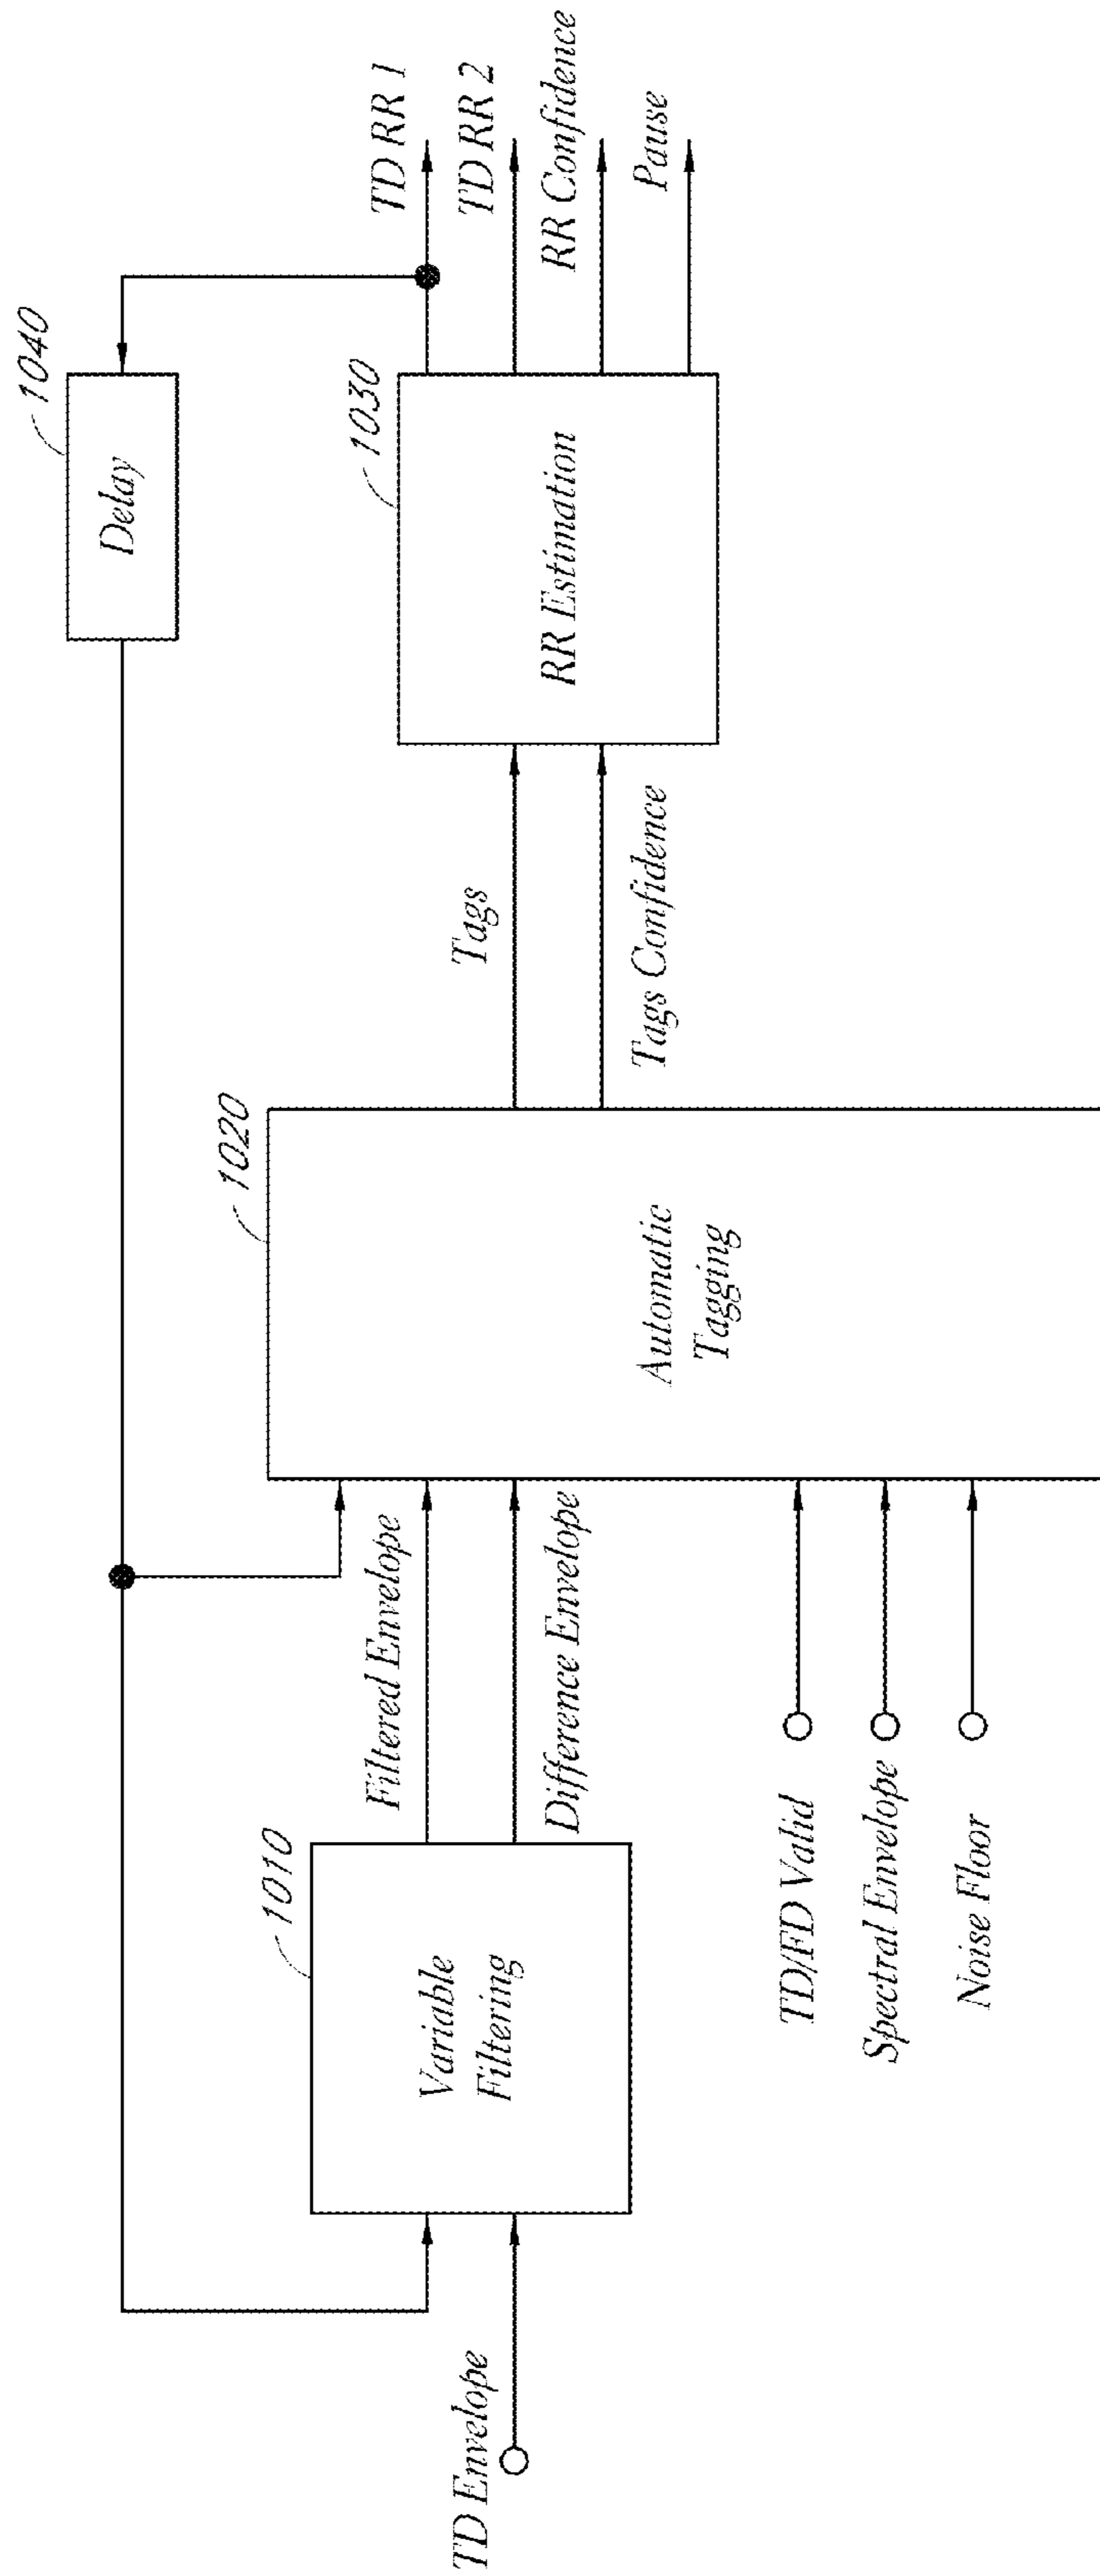 1040
Delay
TD RR 1
TD RR 2
RR Confidence
Pause
1030
RR Estimation
Tags
Tags Confidence
1020
Automatic
Tagging
Filtered Envelope
Difference Envelope
1010
Variable
Filtering
TD Envelope
TD/FD Valid
Spectral Envelope
Noise Floor